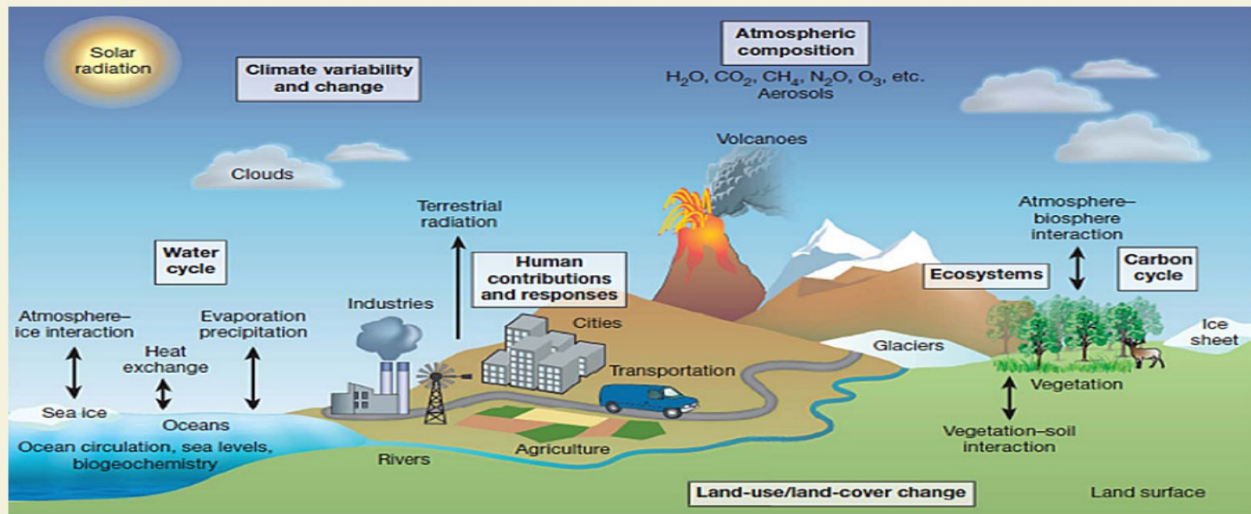 Solar
radiation
Climate variability
and change
Atmospheric
composition
H₂O, CO₂, CH₄, N₂O, O₃, etc.
Aerosols
Volcanoes
Clouds
Terrestrial
radiation
Atmosphere–
biosphere
interaction
Water
cycle
Human
contributions
and responses
Ecosystems
Carbon
cycle
Industries
Cities
Atmosphere–
ice interaction
Evaporation
precipitation
Heat
exchange
Glaciers
Ice
sheet
Transportation
Vegetation
Sea ice
Oceans
Ocean circulation, sea levels,
biogeochemistry
Rivers
Agriculture
Vegetation–soil
interaction
Land-use/land-cover change
Land surface